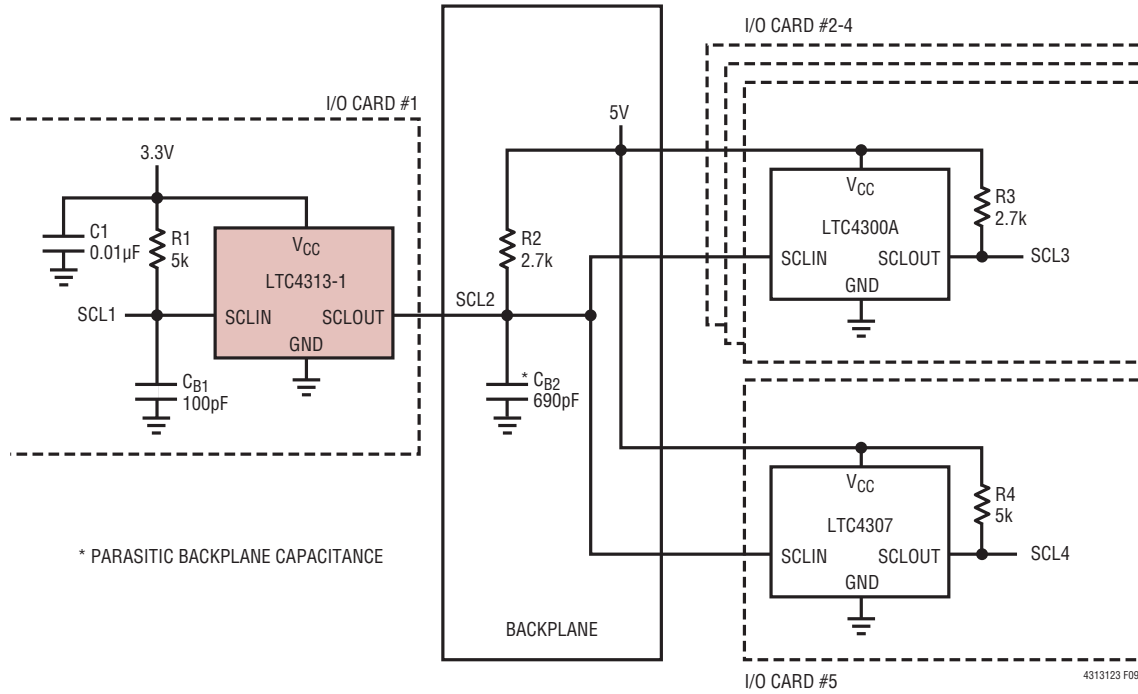 I/O CARD #1
3.3V
C1
0.01µF
R1
5k
VCC
LTC4313-1
SCLIN
SCLOUT
GND
SCL1
CB1
100pF
* PARASITIC BACKPLANE CAPACITANCE
5V
R2
2.7k
SCL2
* CB2
690pF
BACKPLANE
I/O CARD #2-4
VCC
LTC4300A
SCLIN
SCLOUT
GND
R3
2.7k
SCL3
VCC
LTC4307
SCLIN
SCLOUT
GND
R4
5k
SCL4
I/O CARD #5
4313123 F09